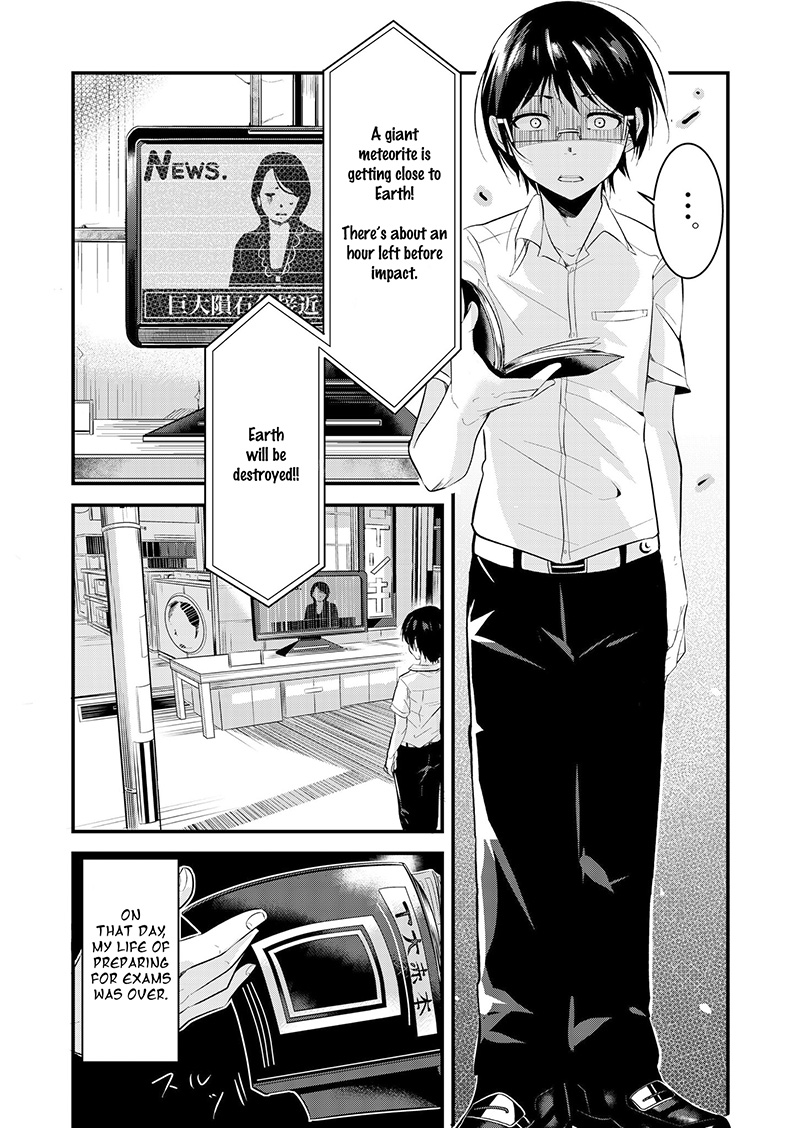 ...。
A giant
meteorite is
getting close to
Earth!
There's about an
hour left before
impact.
NEWS.
巨大隕石が接近
Earth
will be
destroyed!!
ON
THAT DAY,
MY LIFE OF
PREPARING
FOR EXAMS
WAS OVER.
T大赤本
ズルッ